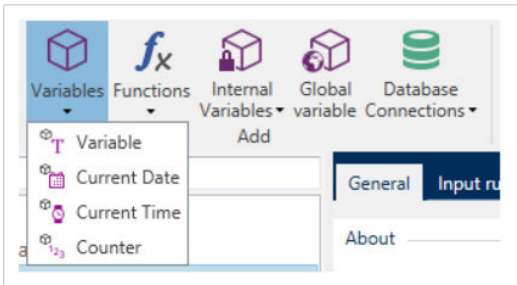 Variables Functions Internal Variables Global variable Database Connections
Add
Variable
Current Date
Current Time
Counter
General Input ru
About